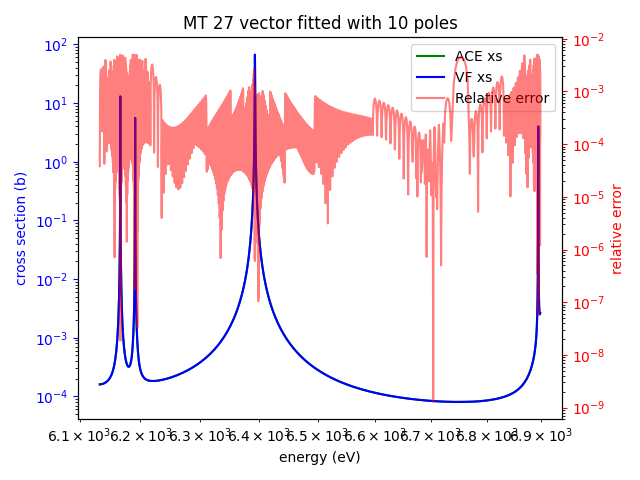 MT 27 vector fitted with 10 poles
10²
10¹
10⁰
10⁻¹
10⁻²
10⁻³
10⁻⁴
cross section (b)
ACE xs
VF xs
Relative error
10⁻²
10⁻³
10⁻⁴
10⁻⁵
10⁻⁶
10⁻⁷
10⁻⁸
10⁻⁹
relative error
6.1 × 10³ 6.2 × 10³ 6.3 × 10³ 6.4 × 10³ 6.5 × 10³ 6.6 × 10³ 6.7 × 10³ 6.8 × 10³ 6.9 × 10³
energy (eV)